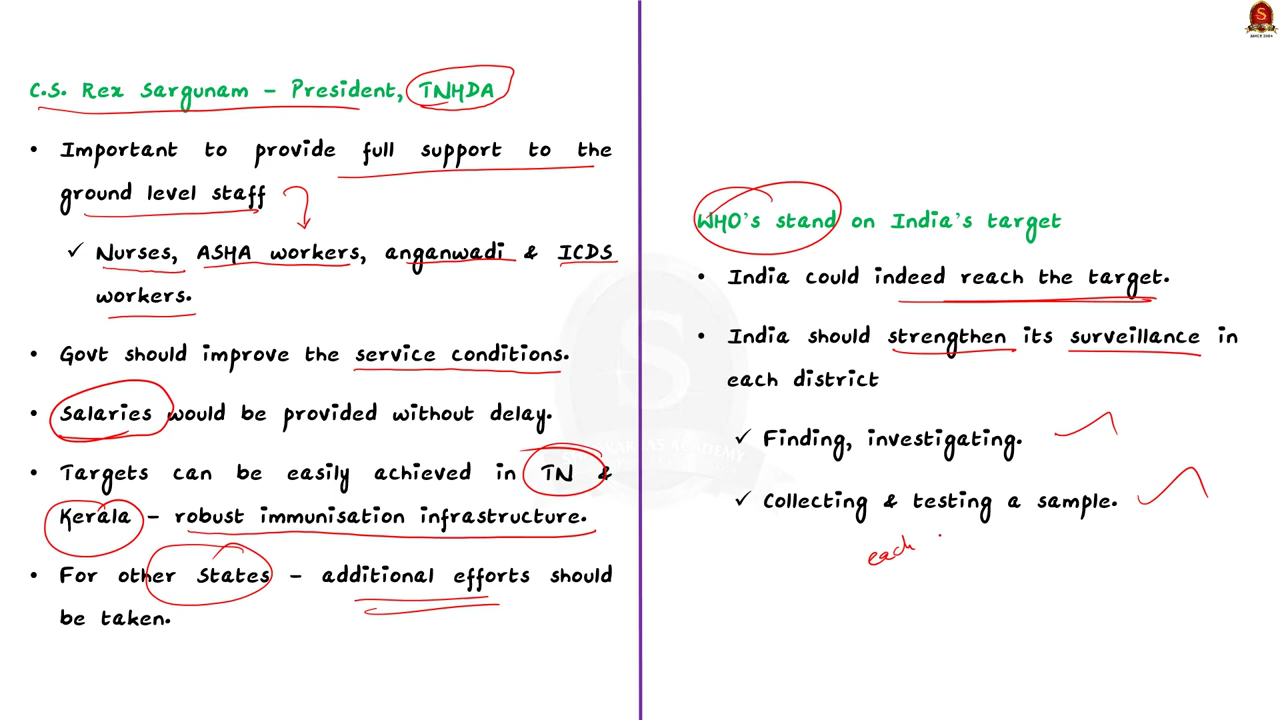 C.S. Rex Sargunam – President, TNHDA
• Important to provide full support to the
ground level staff
✓ Nurses, ASHA workers, anganwadi & ICDS
workers.
• Govt should improve the service conditions.
• Salaries would be provided without delay.
• Targets can be easily achieved in TN &
Kerala – robust immunisation infrastructure.
• For other States – additional efforts should
be taken.
S
SINCE 2004
WHO's stand on India's target
• India could indeed reach the target.
• India should strengthen its surveillance in
each district
✓ Finding, investigating.
✓ Collecting & testing a sample.
each